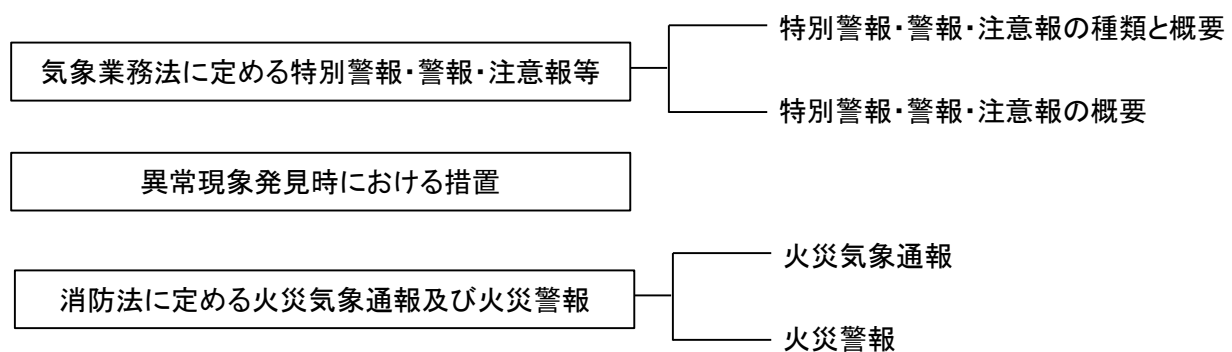 特別警報・警報・注意報の種類と概要
気象業務法に定める特別警報・警報・注意報等
特別警報・警報・注意報の概要
異常現象発見時における措置
火災気象通報
消防法に定める火災気象通報及び火災警報
火災警報